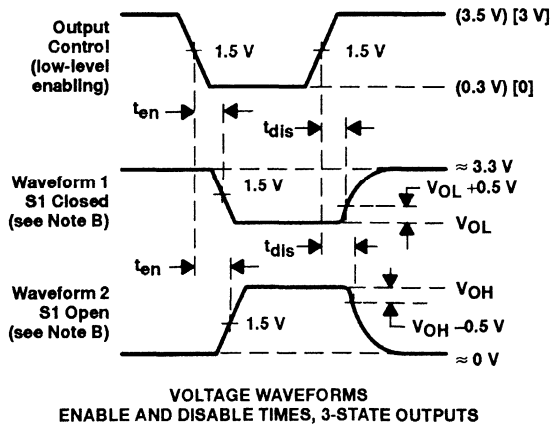 Output
Control
(low-level
enabling)
1.5 V
1.5 V
(3.5 V) [3 V]
(0.3 V) [0]
ten
tdis
Waveform 1
S1 Closed
(see Note B)
1.5 V
≈ 3.3 V
VOL +0.5 V
VOL
ten
tdis
Waveform 2
S1 Open
(see Note B)
1.5 V
VOH
VOH –0.5 V
≈ 0 V
VOLTAGE WAVEFORMS
ENABLE AND DISABLE TIMES, 3-STATE OUTPUTS